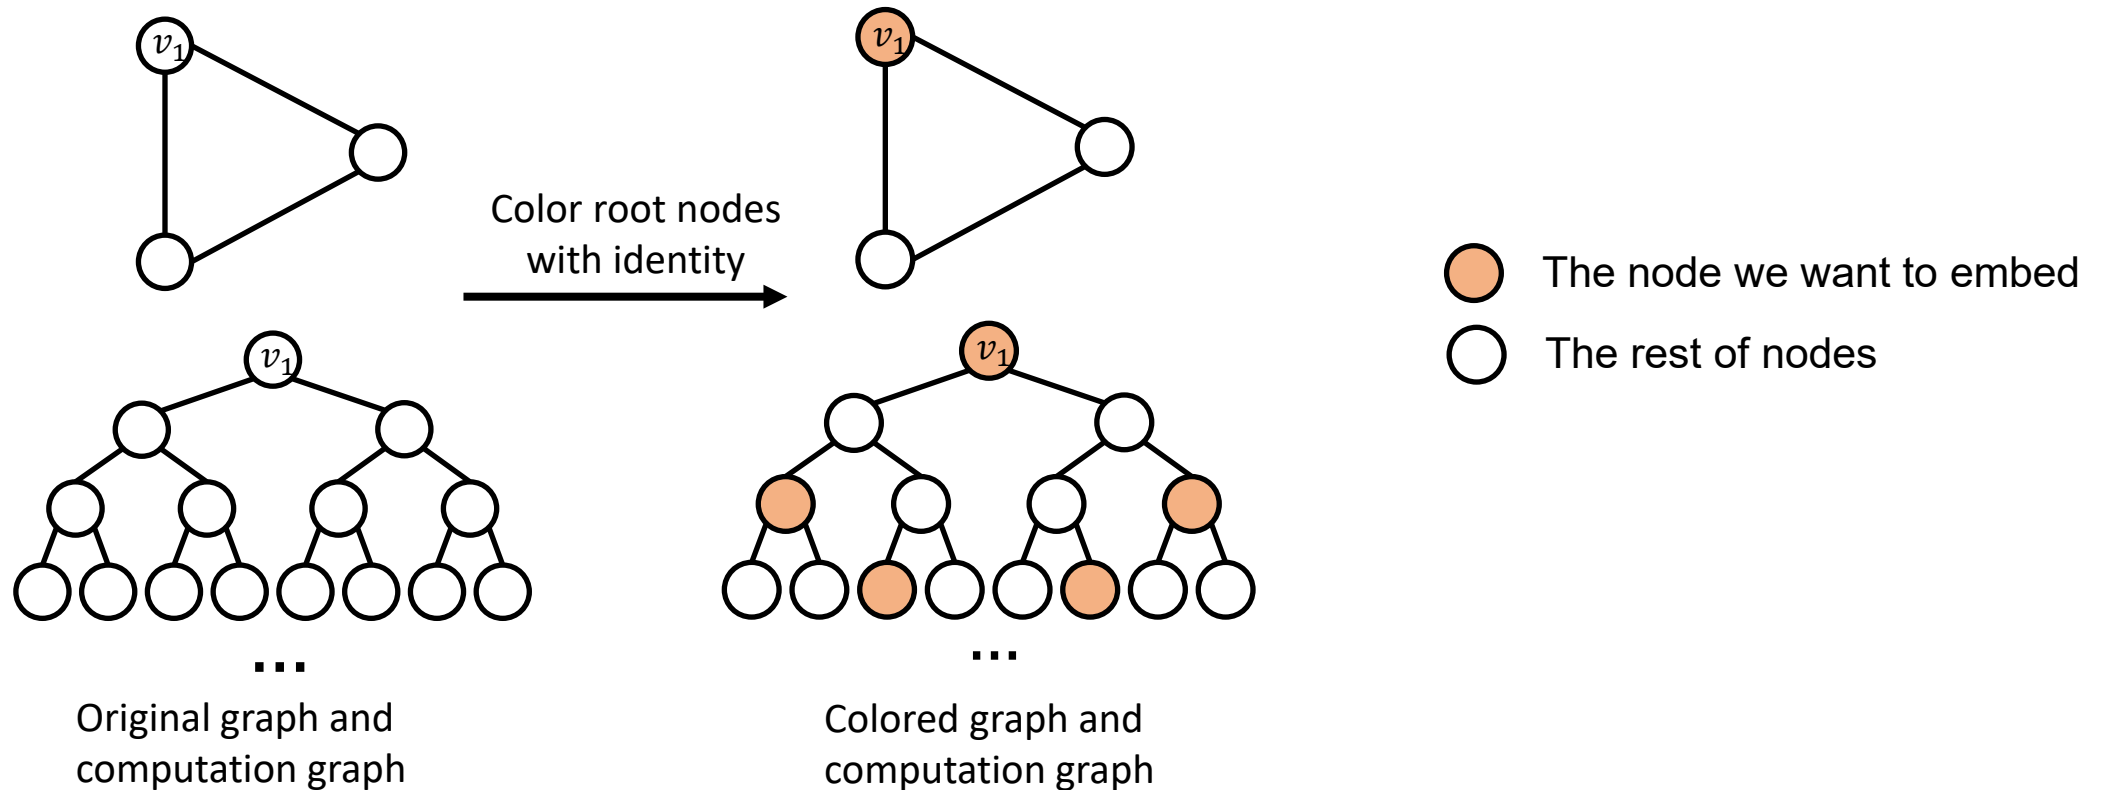 v₁
v₁
Color root nodes
with identity
The node we want to embed
The rest of nodes
v₁
v₁
...
...
Original graph and
computation graph
Colored graph and
computation graph